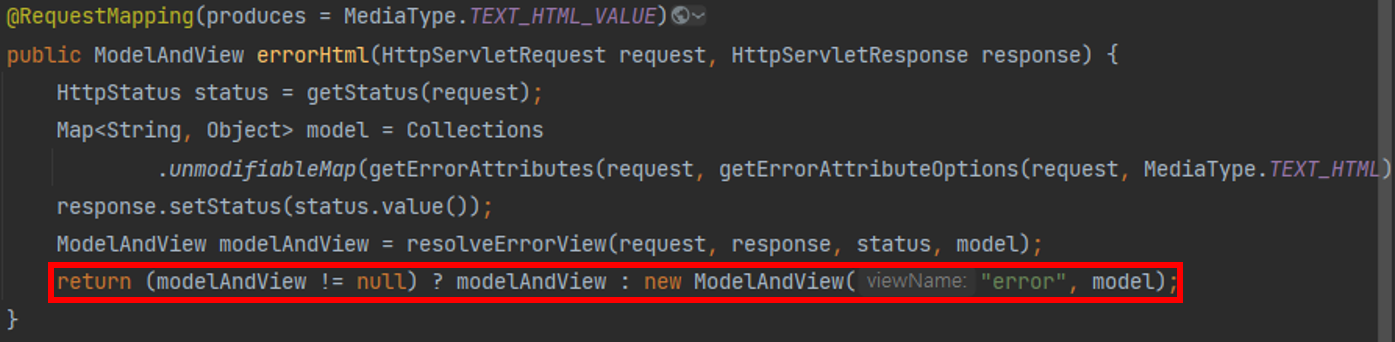 @RequestMapping(produces = MediaType.TEXT_HTML_VALUE)
public ModelAndView errorHtml(HttpServletRequest request, HttpServletResponse response) {
HttpStatus status = getStatus(request);
Map<String, Object> model = Collections
.unmodifiableMap(getErrorAttributes(request, getErrorAttributeOptions(request, MediaType.TEXT_HTML)
response.setStatus(status.value());
ModelAndView modelAndView = resolveErrorView(request, response, status, model);
return (modelAndView != null) ? modelAndView : new ModelAndView( viewName: "error", model);
}